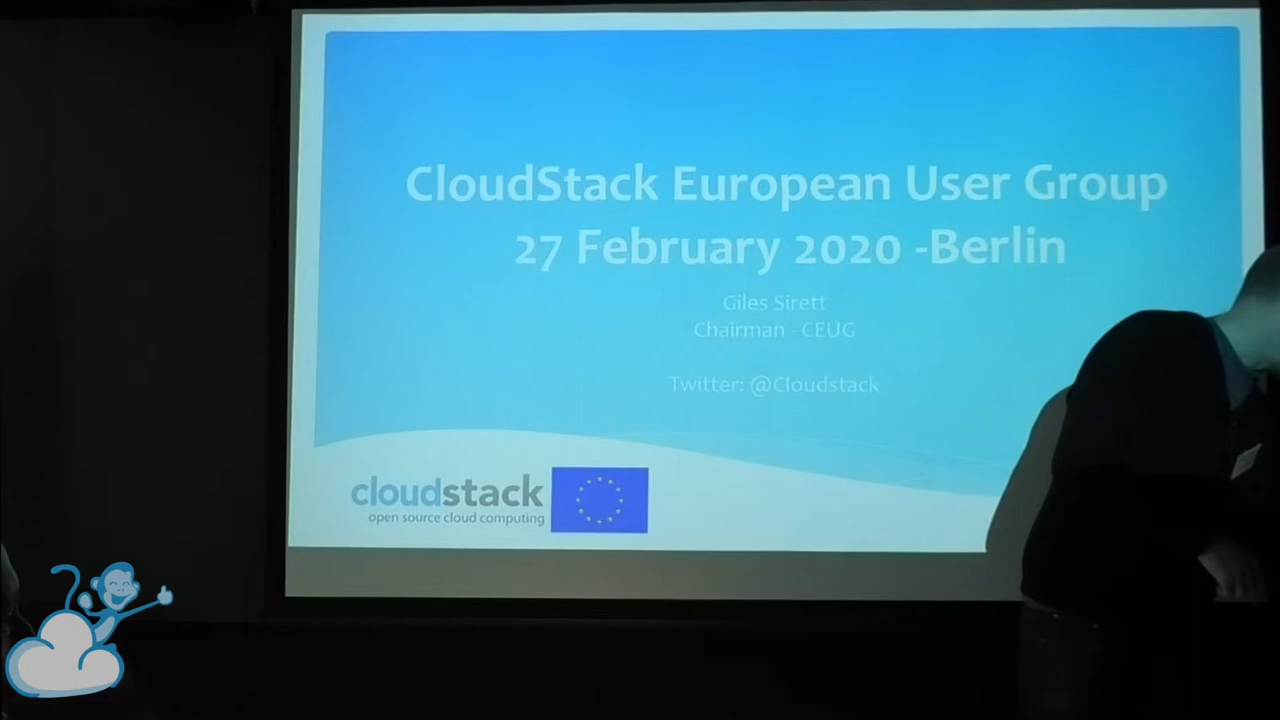 CloudStack European User Group
27 February 2020 -Berlin
Giles Sirett
Chairman - CEUG
Twitter: @Cloudstack
cloudstack
open source cloud computing